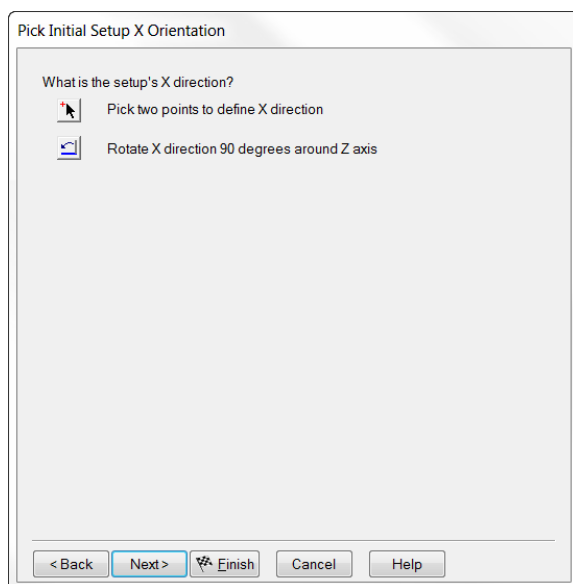 Pick Initial Setup X Orientation
What is the setup's X direction?
Pick two points to define X direction
Rotate X direction 90 degrees around Z axis
< Back Next > Finish Cancel Help